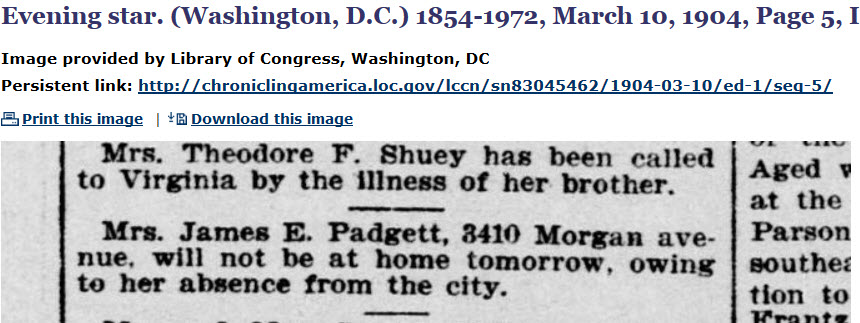 Evening star. (Washington, D.C.) 1854-1972, March 10, 1904, Page 5,
Image provided by Library of Congress, Washington, DC
Persistent link: http://chroniclingamerica.loc.gov/lccn/sn83045462/1904-03-10/ed-1/seq-5/
Print this image | Download this image
Mrs. Theodore F. Shuey has been called
to Virginia by the illness of her brother.
Mrs. James E. Padgett, 3410 Morgan ave-
nue, will not be at home tomorrow, owing
to her absence from the city.
Aged
at the
Parson
southea
tion to
Frantz